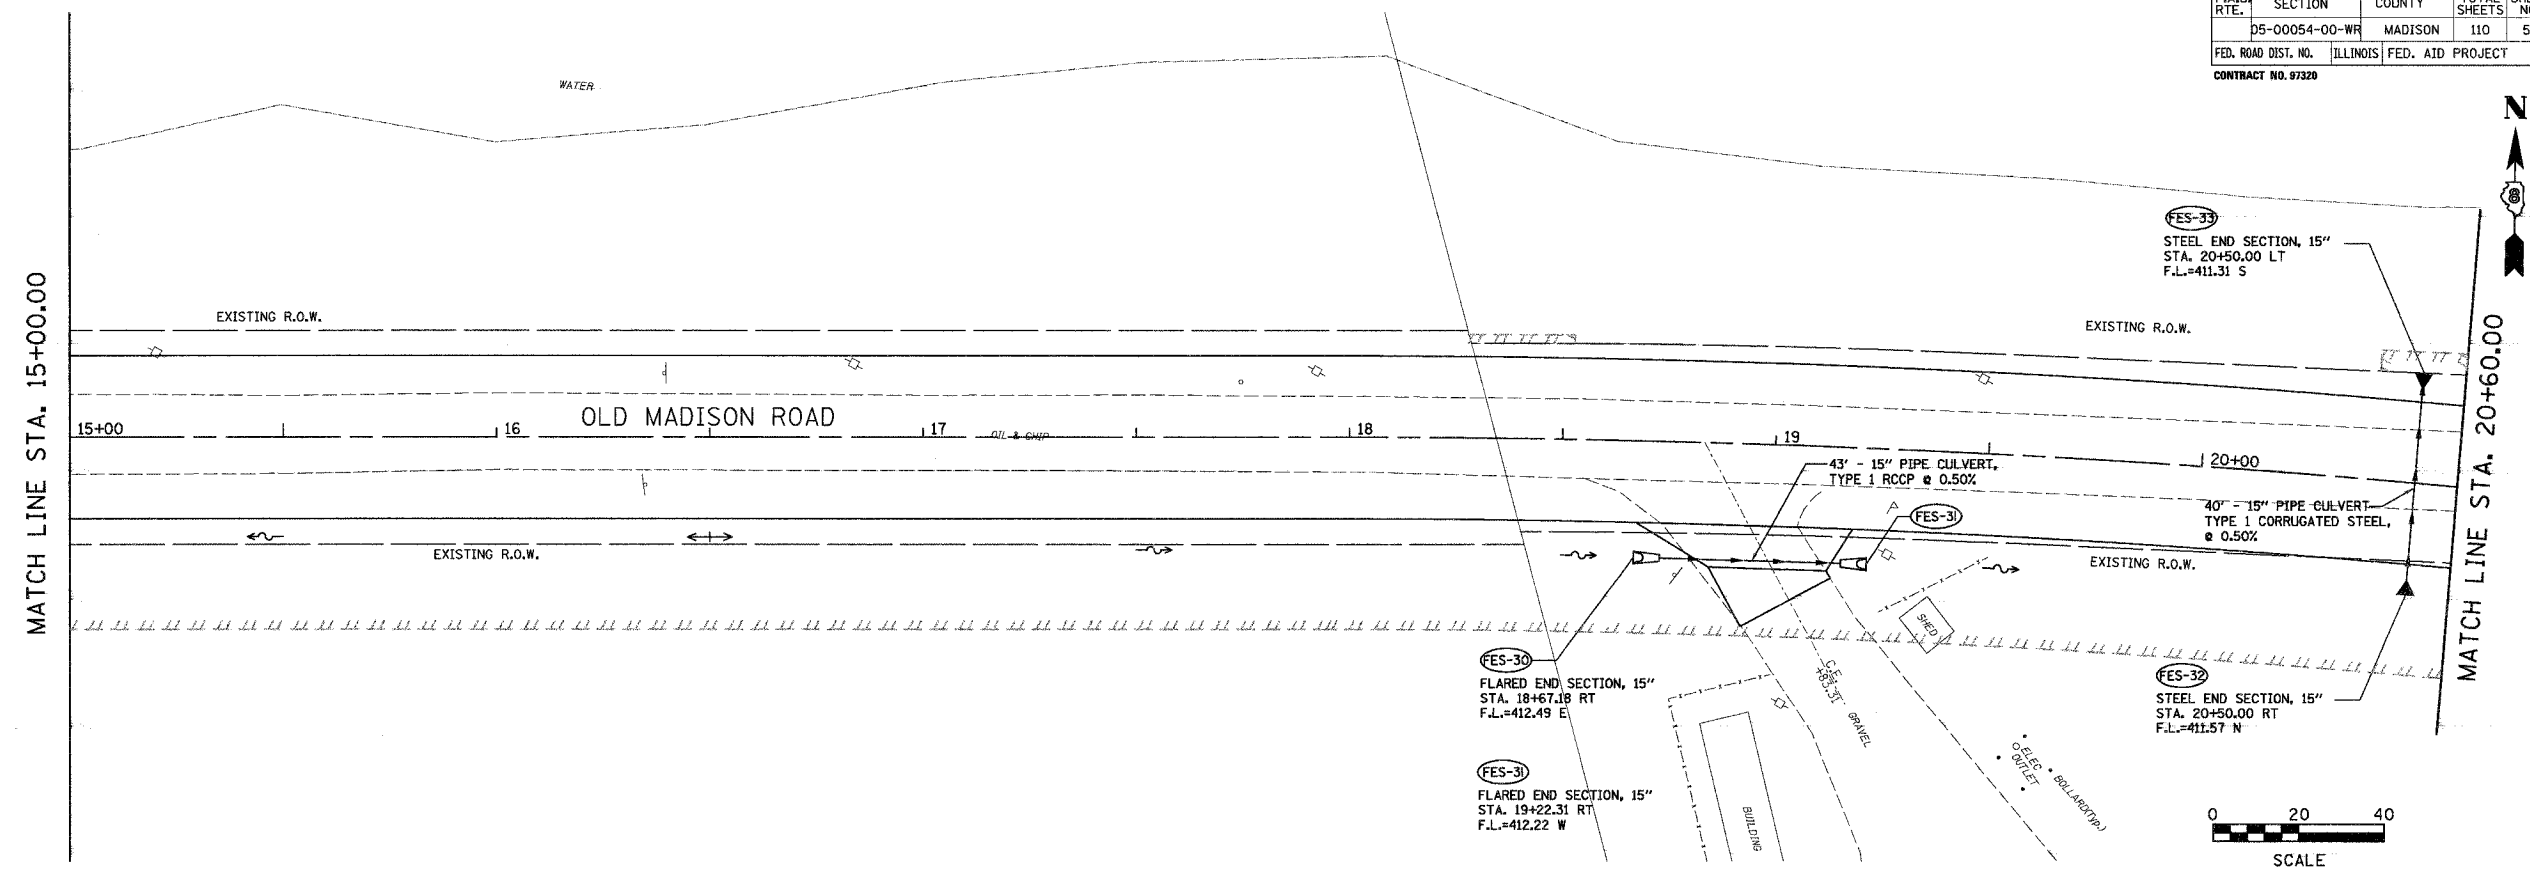 RTE.
SECTION
COUNTY
SHEETS
05-00054-00-WR
MADISON
110
FED. ROAD DIST. NO.
ILLINOIS
FED. AID PROJECT
CONTRACT NO. 97320
N
WATER
MATCH LINE STA. 15+00.00
EXISTING R.O.W.
OLD MADISON ROAD
15+00
16
17
OIL & CHIP
18
19
20+00
EXISTING R.O.W.
EXISTING R.O.W.
EXISTING R.O.W.
FES-33
STEEL END SECTION, 15"
STA. 20+50.00 LT
F.L.=411.31 S
43' - 15" PIPE CULVERT,
TYPE 1 RCCP @ 0.50%
FES-31
40' - 15" PIPE CULVERT
TYPE 1 CORRUGATED STEEL,
@ 0.50%
MATCH LINE STA. 20+60.00
FES-30
FLARED END SECTION, 15"
STA. 18+67.18 RT
F.L.=412.49 E
FES-31
FLARED END SECTION, 15"
STA. 19+22.31 RT
F.L.=412.22 W
C.E.
+83.31
GRAVEL
SHED
BUILDING
ELEC
OUTLET
BOLLARD(Typ.)
FES-32
STEEL END SECTION, 15"
STA. 20+50.00 RT
F.L.=411.57 N
0 20 40
SCALE